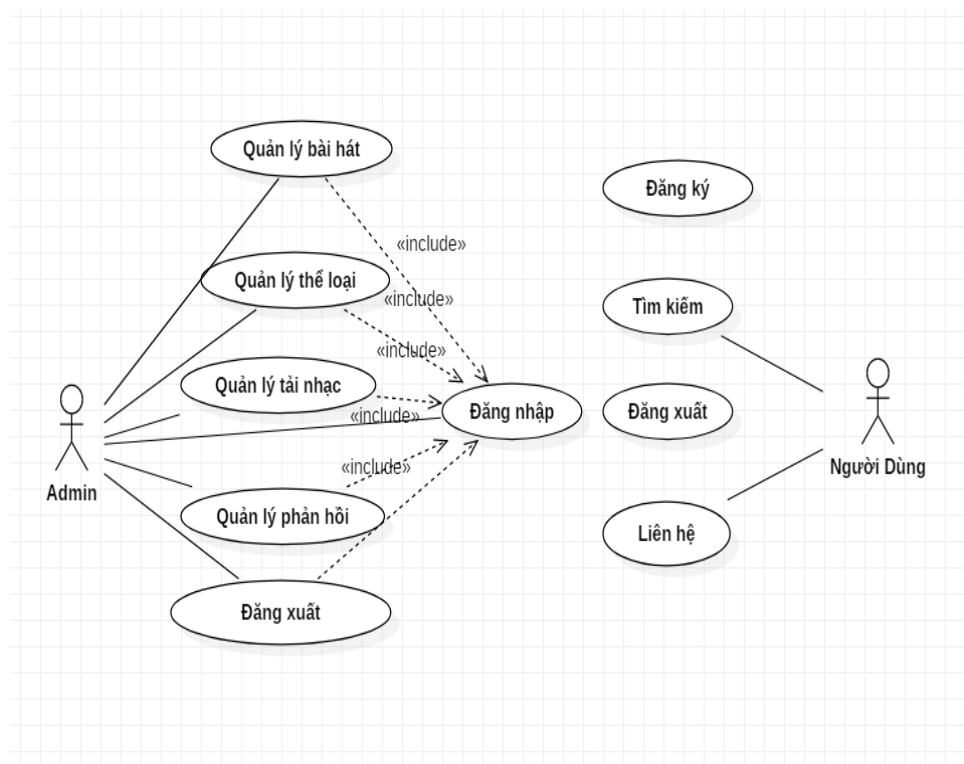 Quản lý bài hát
Đăng ký
«include»
Quản lý thể loại
«include»
Tìm kiếm
«include»
Quản lý tải nhạc
Đăng nhập
Đăng xuất
«include»
Người Dùng
«include»
Admin
Quản lý phản hồi
Liên hệ
Đăng xuất